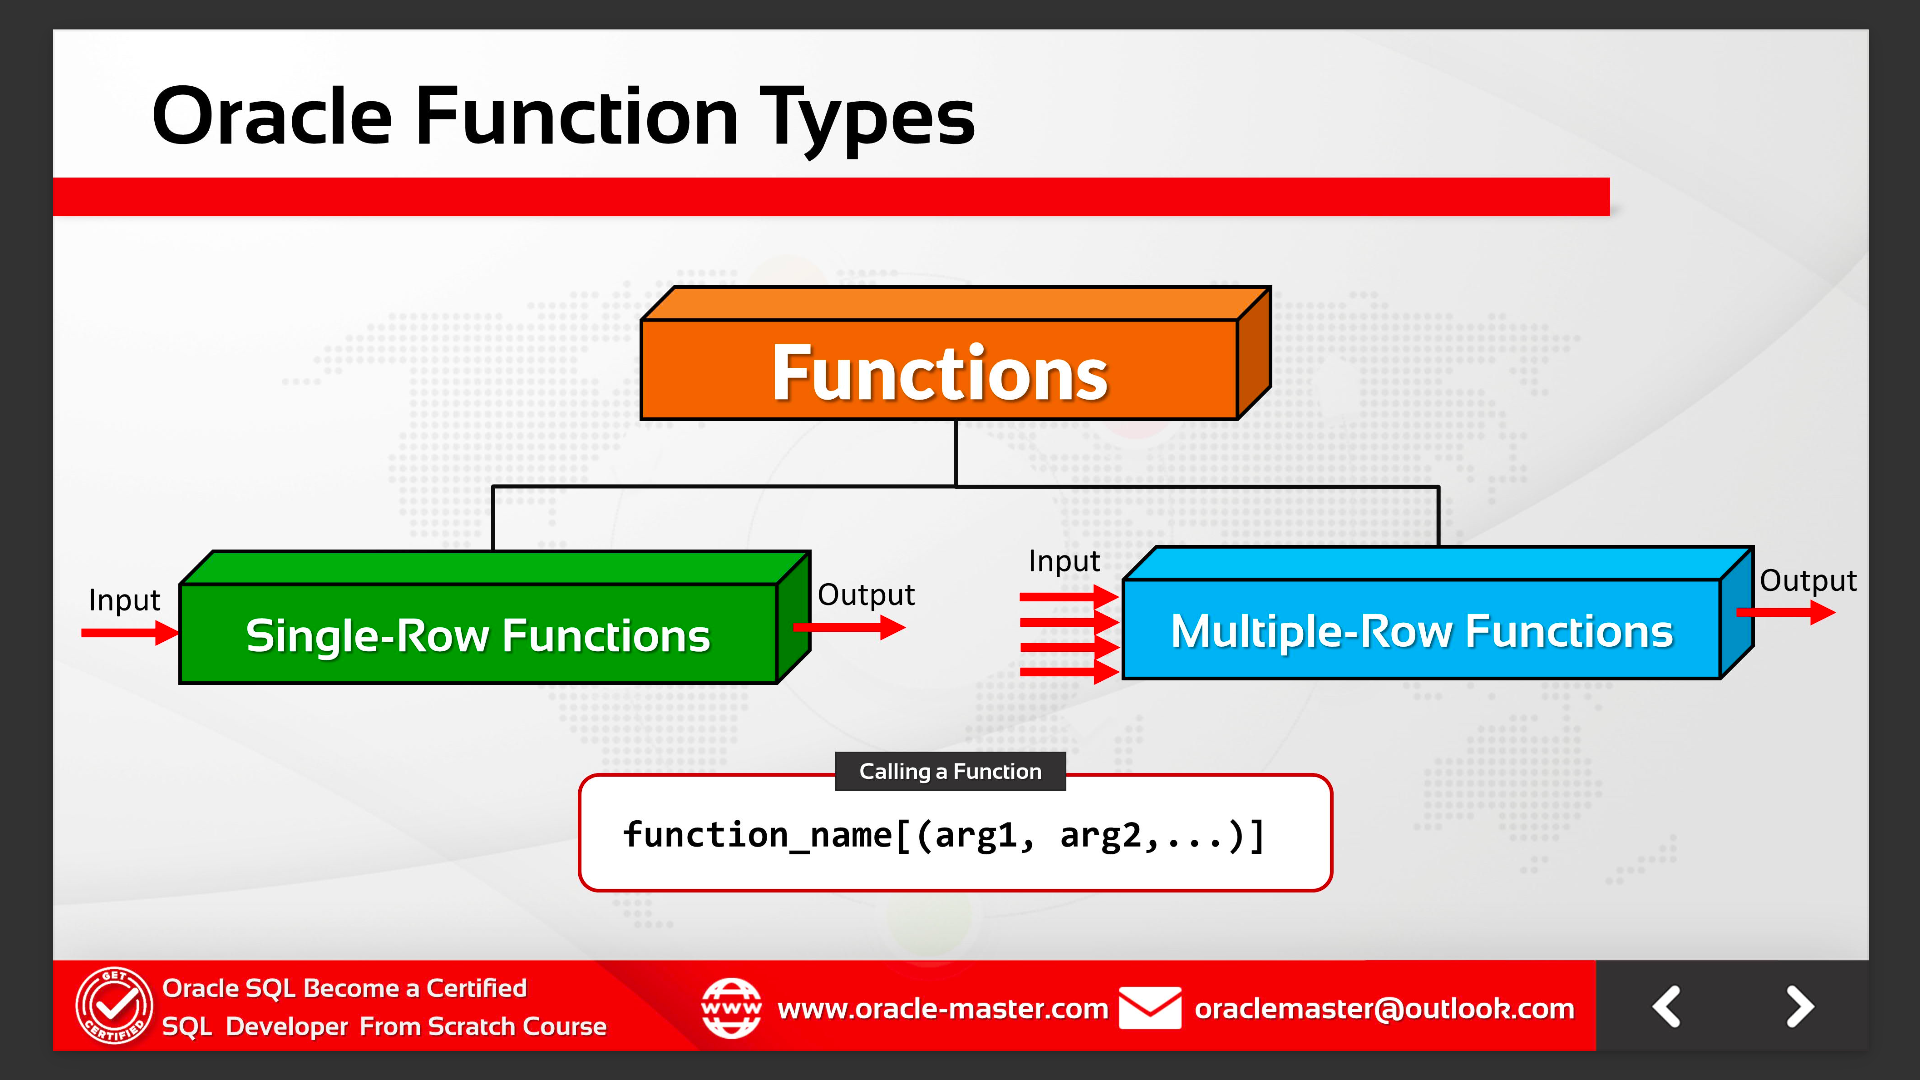 Oracle Function Types
Functions
Input
Single-Row Functions
Output
Input
Multiple-Row Functions
Output
Calling a Function
function_name[(arg1, arg2,...)]
GET
CERTIFIED
Oracle SQL Become a Certified
SQL Developer From Scratch Course
WWW
www.oracle-master.com
oraclemaster@outlook.com